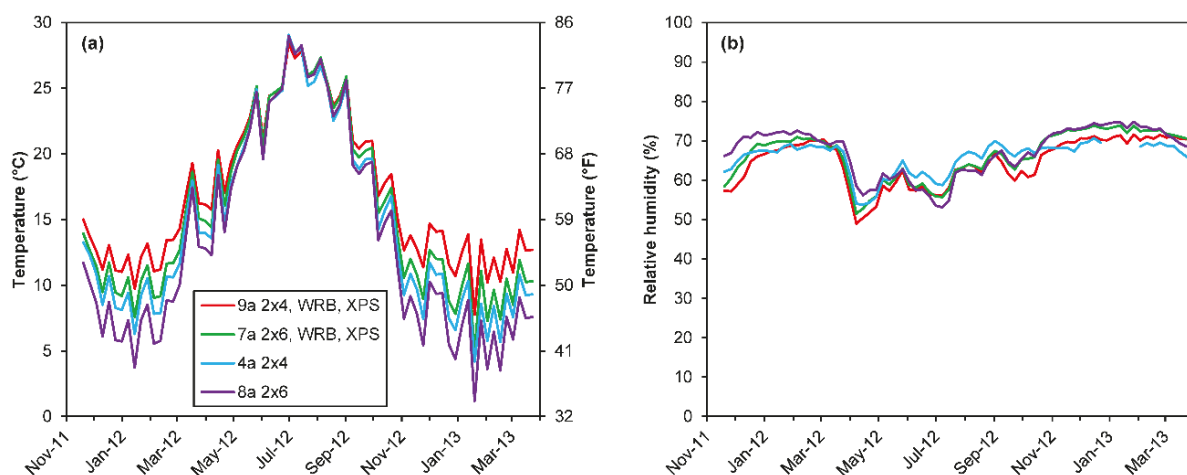 (a)
Temperature (°C)
30
25
20
15
10
5
0
86
77
68
59
50
41
32
Temperature (°F)
9a 2x4, WRB, XPS
7a 2x6, WRB, XPS
4a 2x4
8a 2x6
Nov-11
Jan-12
Mar-12
May-12
Jul-12
Sep-12
Nov-12
Jan-13
Mar-13
(b)
Relative humidity (%)
100
90
80
70
60
50
40
30
20
10
0
Nov-11
Jan-12
Mar-12
May-12
Jul-12
Sep-12
Nov-12
Jan-13
Mar-13